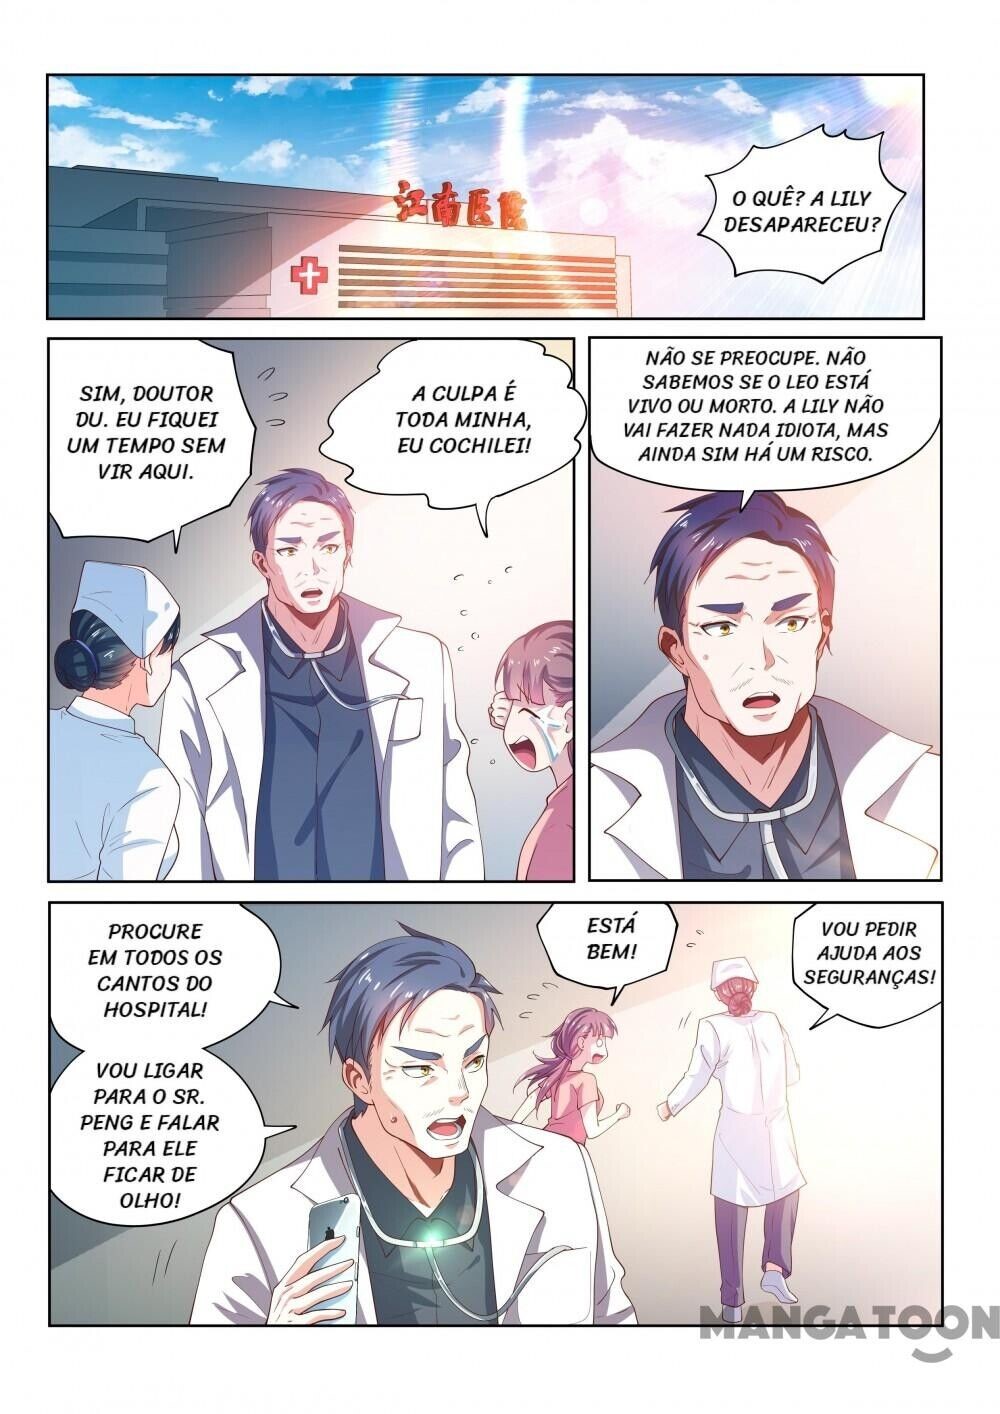 江南医院
O QUÊ? A LILY
DESAPARECEU?
SIM, DOUTOR
DU. EU FIQUEI
UM TEMPO SEM
VIR AQUI.
A CULPA É
TODA MINHA,
EU COCHILEI!
NÃO SE PREOCUPE. NÃO
SABEMOS SE O LEO ESTÁ
VIVO OU MORTO. A LILY NÃO
VAI FAZER NADA IDIOTA, MAS
AINDA SIM HÁ UM RISCO.
PROCURE
EM TODOS OS
CANTOS DO
HOSPITAL!
VOU LIGAR
PARA O SR.
PENG E FALAR
PARA ELE
FICAR DE
OLHO!
ESTÁ
BEM!
VOU PEDIR
AJUDA AOS
SEGURANÇAS!
MANGATOON